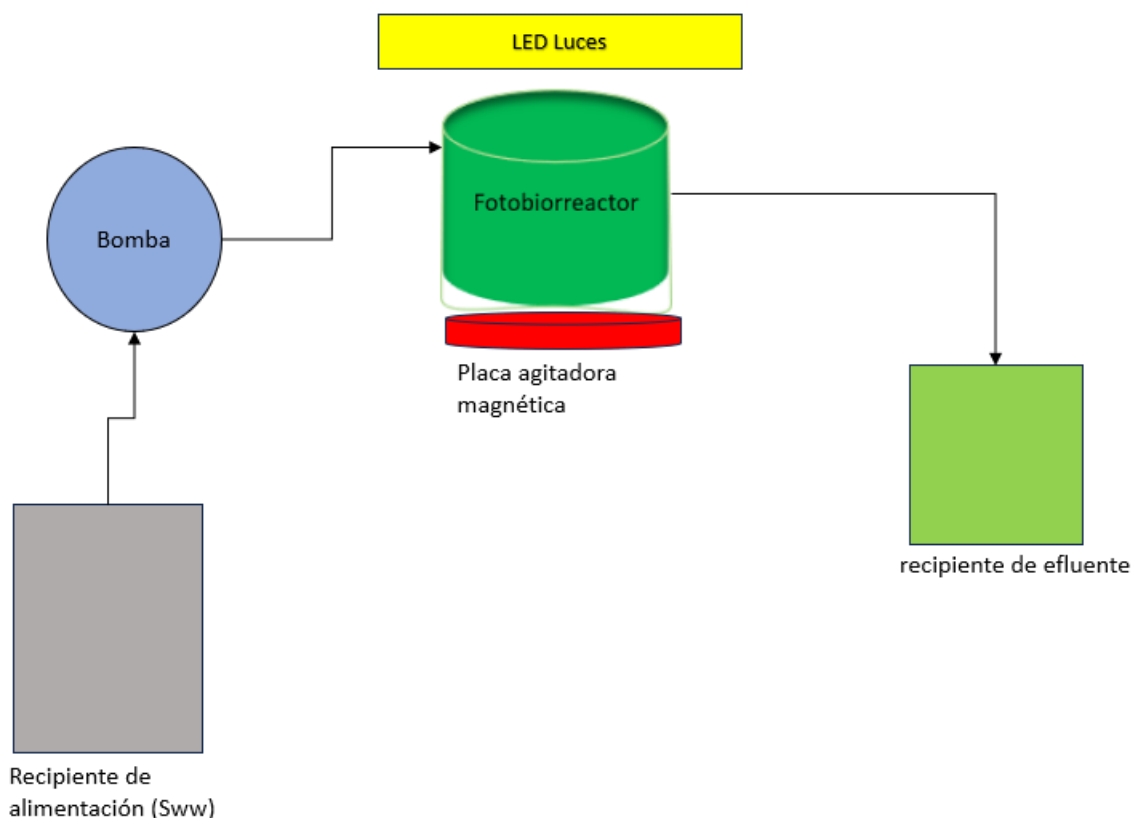 LED Luces
Bomba
Fotobiorreactor
Placa agitadora
magnética
recipiente de efluente
Recipiente de
alimentación (Sww)